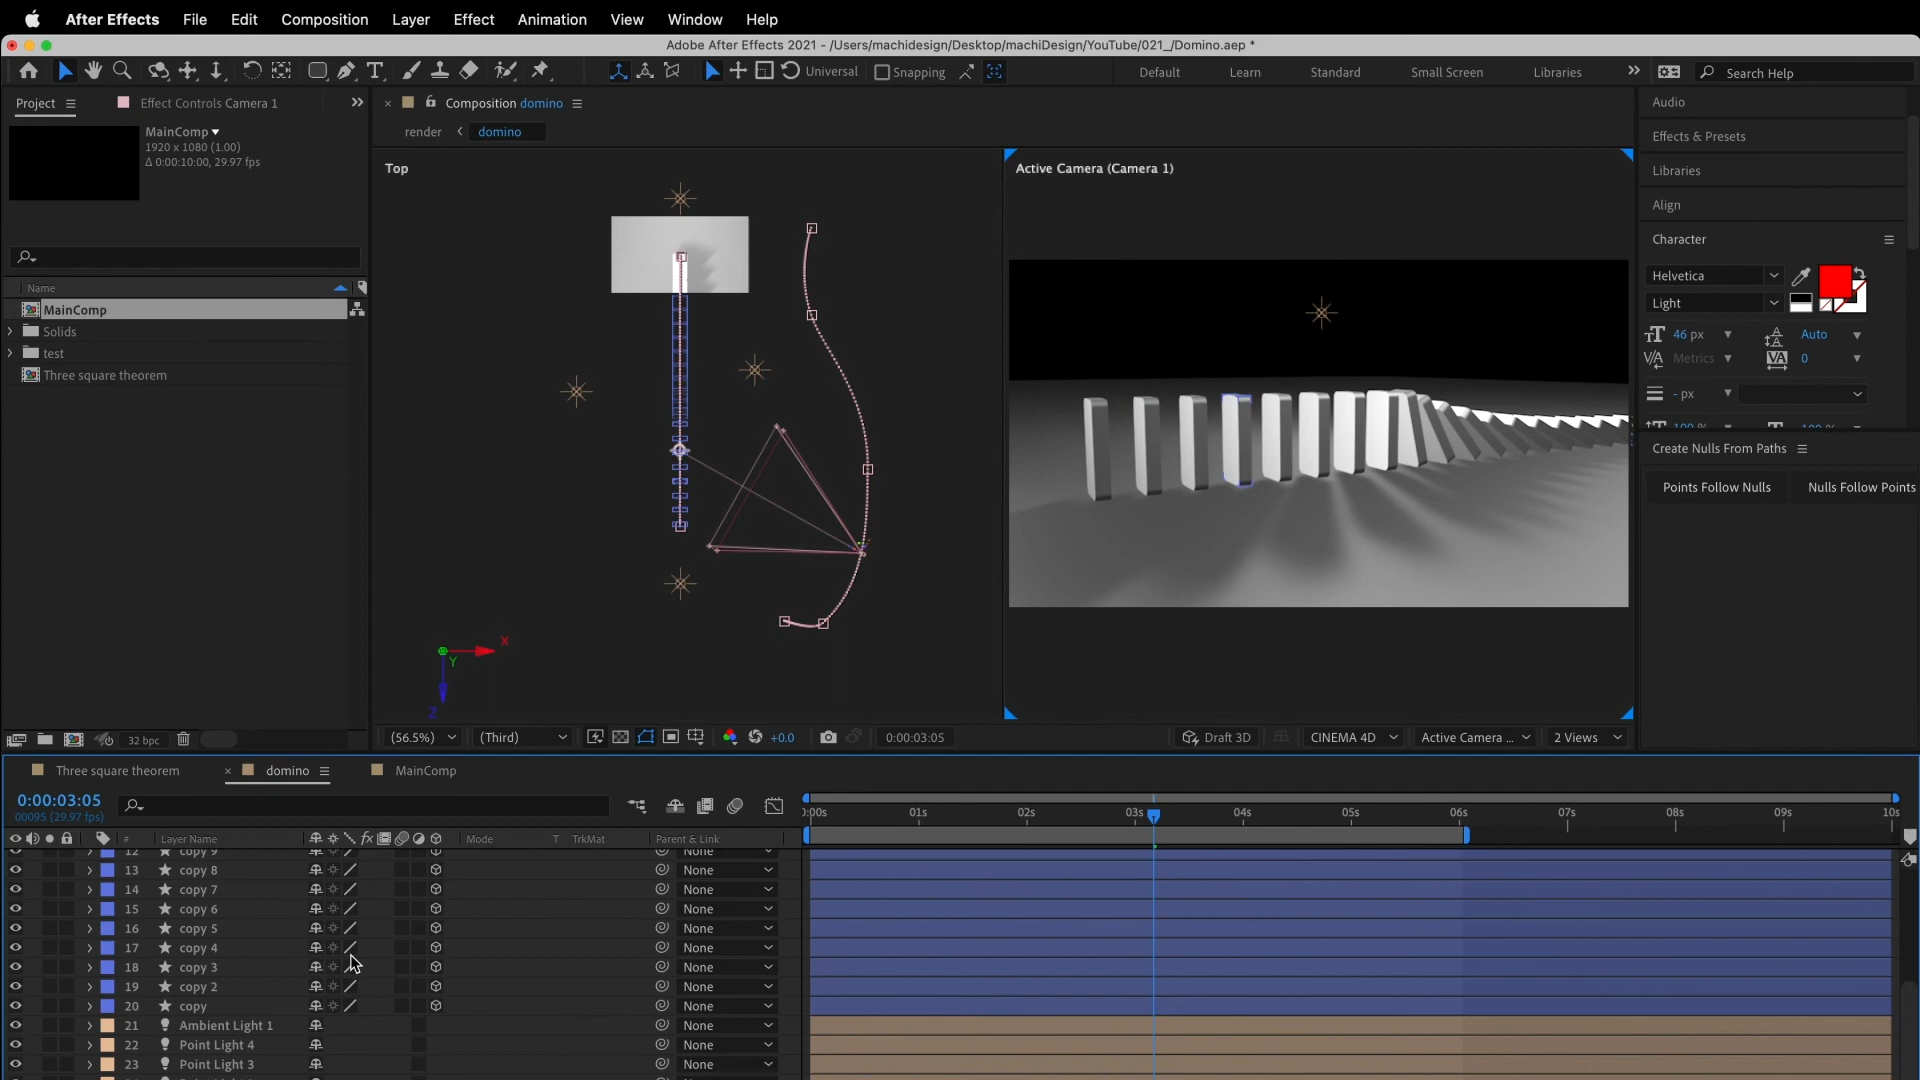 After Effects File Edit Composition Layer Effect Animation View Window Help
Adobe After Effects 2021 - /Users/machidesign/Desktop/machiDesign/YouTube/021_/Domino.aep *
Universal Snapping Default Learn Standard Small Screen Libraries Search Help
Project Effect Controls Camera 1
MainComp
1920 x 1080 (1.00)
Δ 0:00:10:00, 29.97 fps
Name
MainComp
Solids
test
Three square theorem
32 bpc
Composition domino
render domino
Top
X
Y
Z
Active Camera (Camera 1)
(56.5%) (Third) +0.0 0:00:03:05 Draft 3D CINEMA 4D Active Camera ... 2 Views
Audio
Effects & Presets
Libraries
Align
Character
Helvetica
Light
46 px Auto
Metrics 0
- px
100 % 100 %
Create Nulls From Paths
Points Follow Nulls Nulls Follow Points
Three square theorem domino MainComp
0:00:03:05
00095 (29.97 fps)
:00s 01s 02s 03s 04s 05s 06s 07s 08s 09s 10s
# Layer Name fx Mode T TrkMat Parent & Link
12 copy 9 None
13 copy 8 None
14 copy 7 None
15 copy 6 None
16 copy 5 None
17 copy 4 None
18 copy 3 None
19 copy 2 None
20 copy None
21 Ambient Light 1 None
22 Point Light 4 None
23 Point Light 3 None